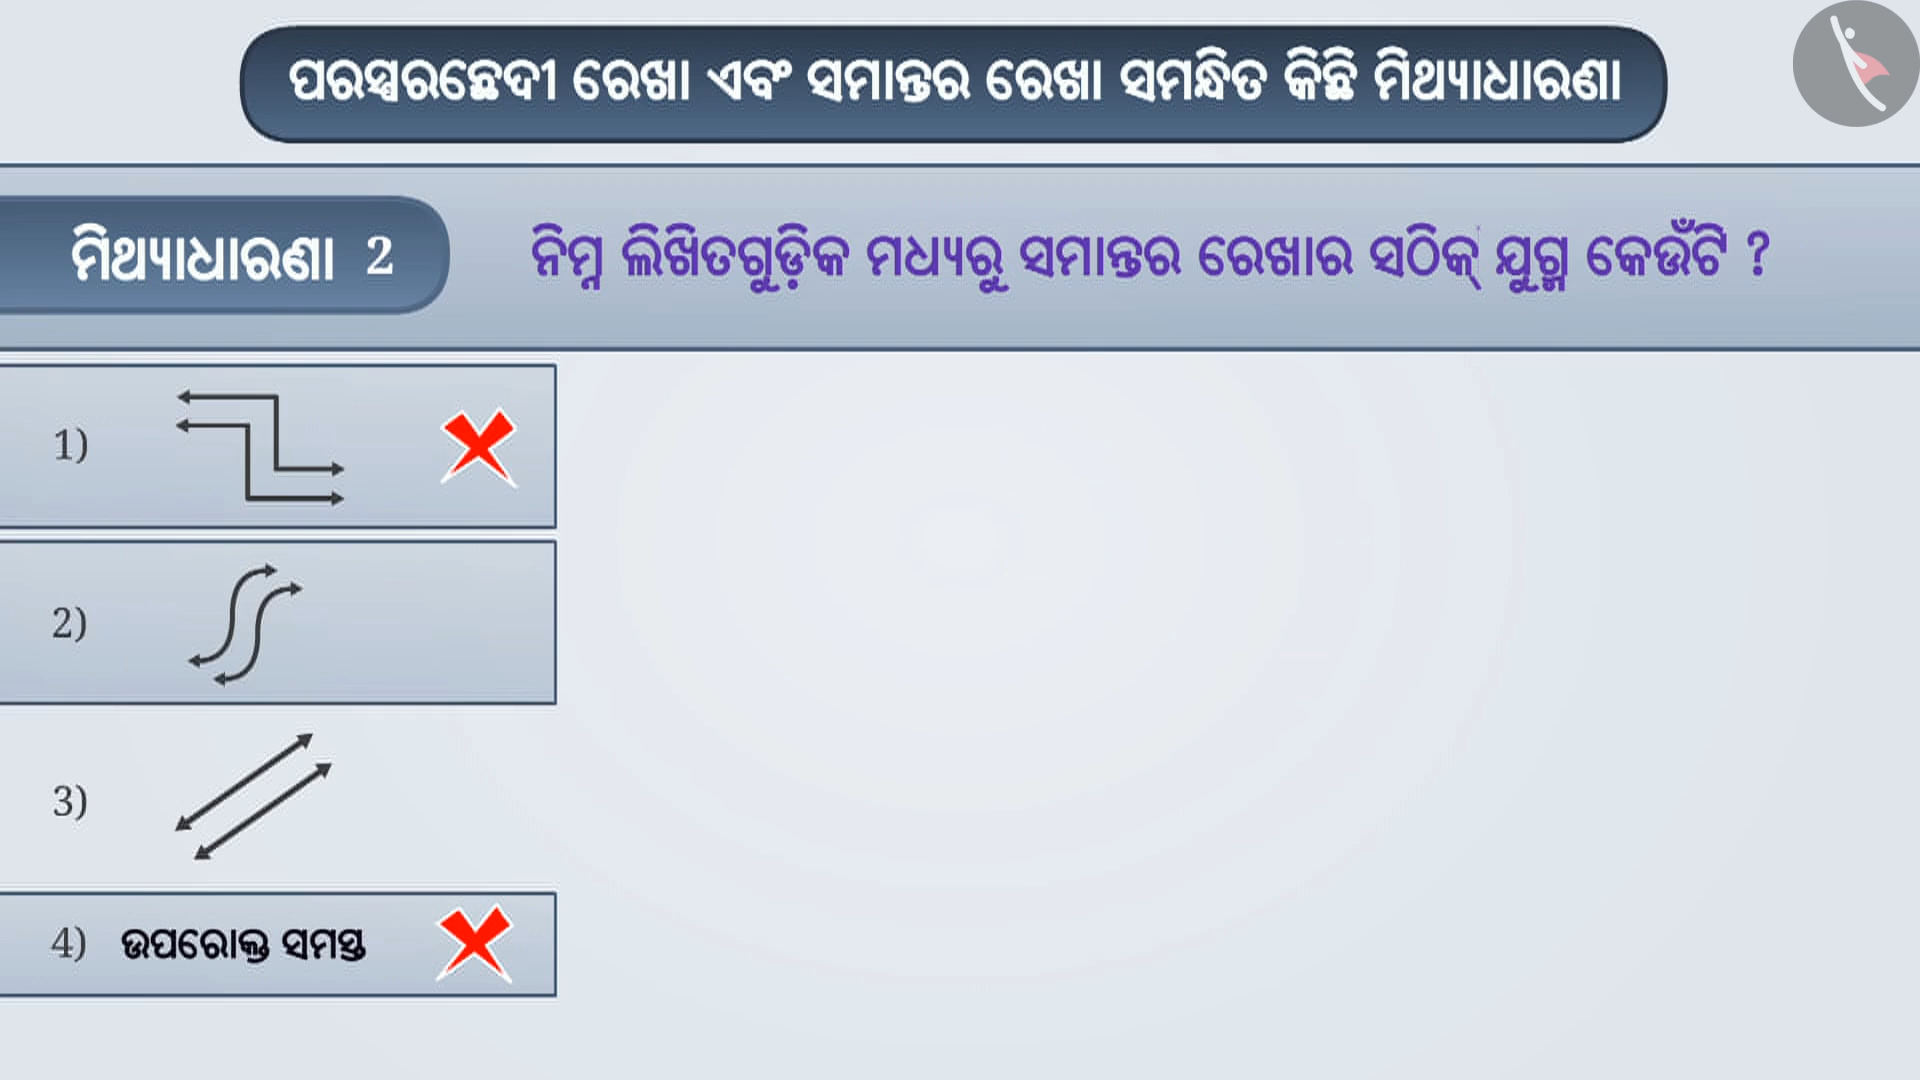 ପରସ୍ପରଛେଦୀ ରେଖା ଏବଂ ସମାନ୍ତର ରେଖା ସମନ୍ଧିତ କିଛି ମିଥ୍ୟାଧାରଣା
ମିଥ୍ୟାଧାରଣା 2
ନିମ୍ନ ଲିଖିତଗୁଡ଼ିକ ମଧ୍ୟରୁ ସମାନ୍ତର ରେଖାର ସଠିକ୍ ଯୁଗ୍ମ କେଉଁଟି ?
1)
2)
3)
4) ଉପରୋକ୍ତ ସମସ୍ତ